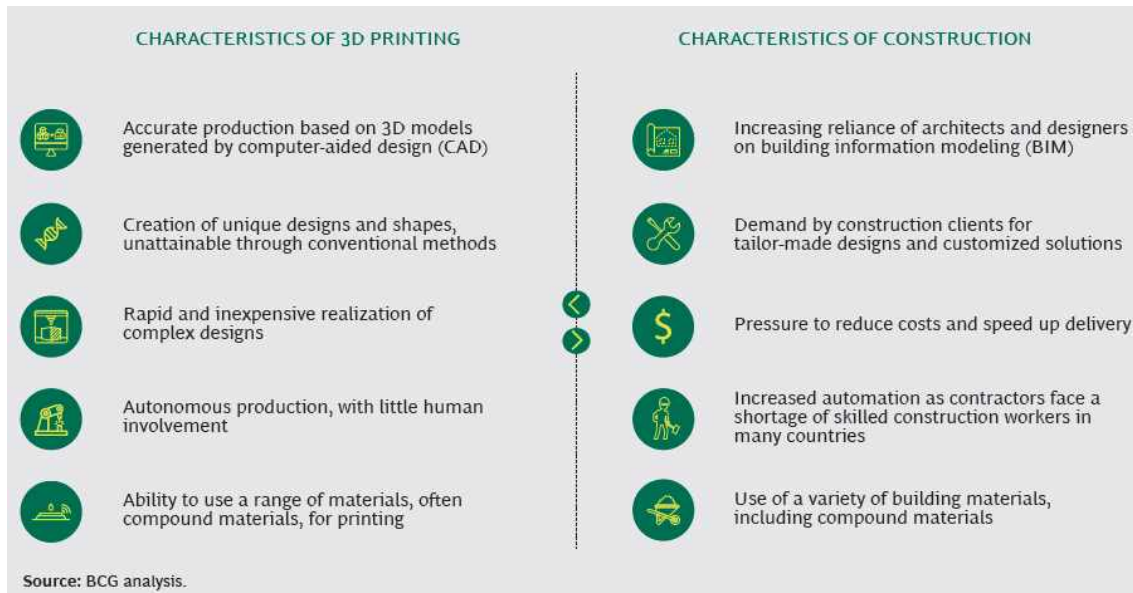 CHARACTERISTICS OF 3D PRINTING
Accurate production based on 3D models
generated by computer-aided design (CAD)
Creation of unique designs and shapes,
unattainable through conventional methods
Rapid and inexpensive realization of
complex designs
Autonomous production, with little human
involvement
Ability to use a range of materials, often
compound materials, for printing
CHARACTERISTICS OF CONSTRUCTION
Increasing reliance of architects and designers
on building information modeling (BIM)
Demand by construction clients for
tailor-made designs and customized solutions
$
Pressure to reduce costs and speed up delivery
Increased automation as contractors face a
shortage of skilled construction workers in
many countries
Use of a variety of building materials,
including compound materials
Source: BCG analysis.